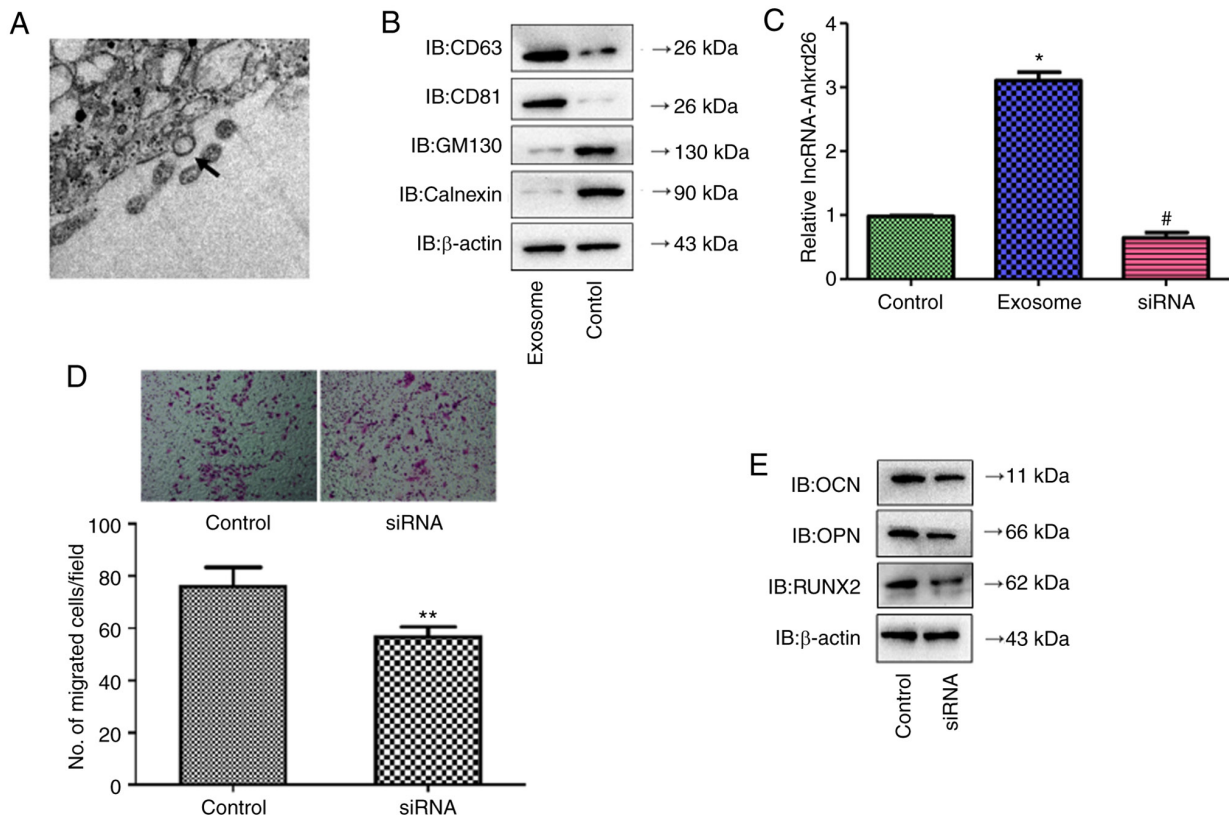 A
B
IB:CD63
→26 kDa
IB:CD81
→26 kDa
IB:GM130
→130 kDa
IB:Calnexin
→90 kDa
IB:β-actin
→43 kDa
Exosome
Contol
C
Relative lncRNA-Ankrd26
4
3
2
1
0
*
#
Control
Exosome
siRNA
D
Control
siRNA
No. of migrated cells/field
100
80
60
40
20
0
**
Control
siRNA
E
IB:OCN
→11 kDa
IB:OPN
→66 kDa
IB:RUNX2
→62 kDa
IB:β-actin
→43 kDa
Control
siRNA